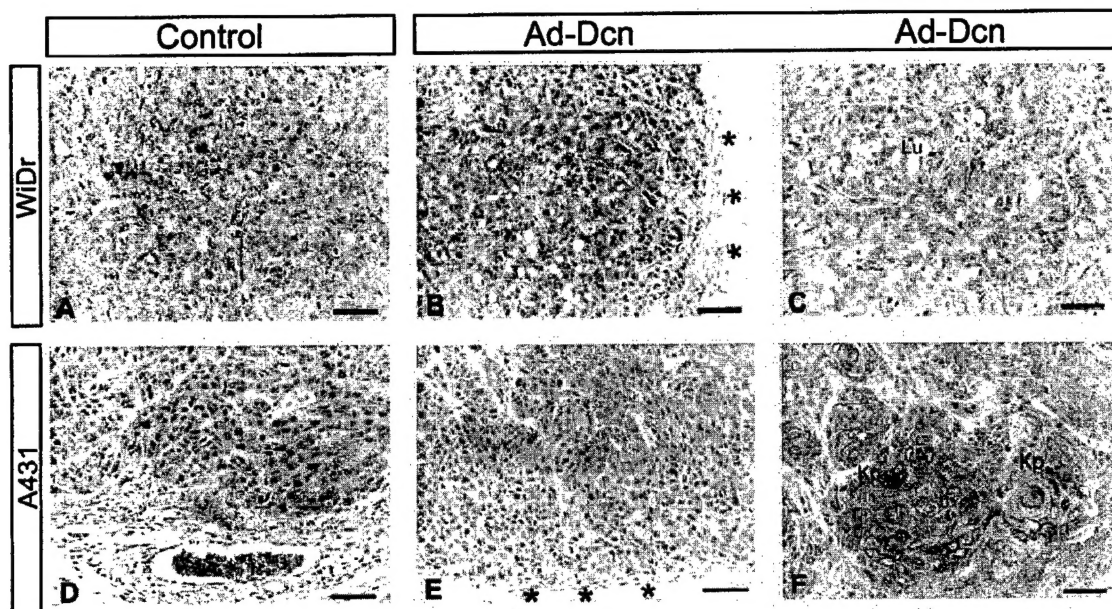 Control Ad-Dcn Ad-Dcn
WiDr
A
*
*
*
B
Lu
C
A431
D
* * *
E
Kp
Kp
F